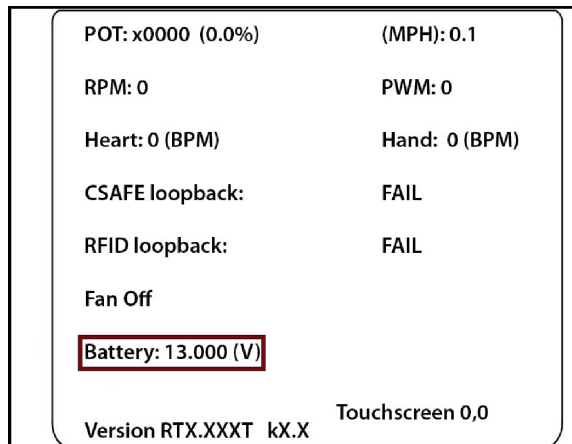 POT: x0000 (0.0%) (MPH): 0.1
RPM: 0 PWM: 0
Heart: 0 (BPM) Hand: 0 (BPM)
CSAFE loopback: FAIL
RFID loopback: FAIL
Fan Off
Battery: 13.000 (V)
Touchscreen 0,0
Version RTX.XXXT kX.X